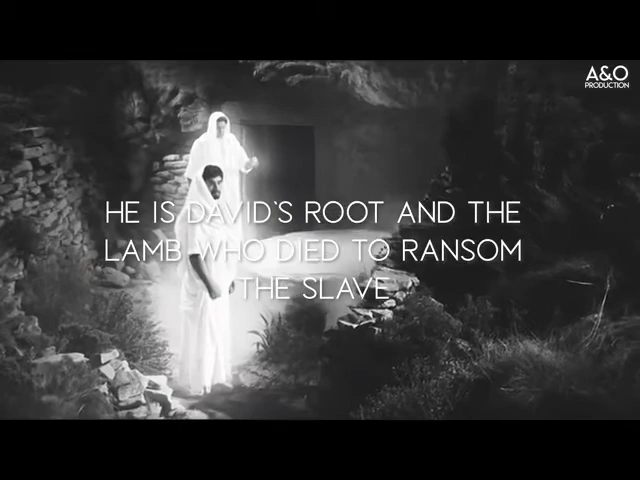 A&O
PRODUCTION
HE IS DAVID'S ROOT AND THE
LAMB WHO DIED TO RANSOM
THE SLAVE